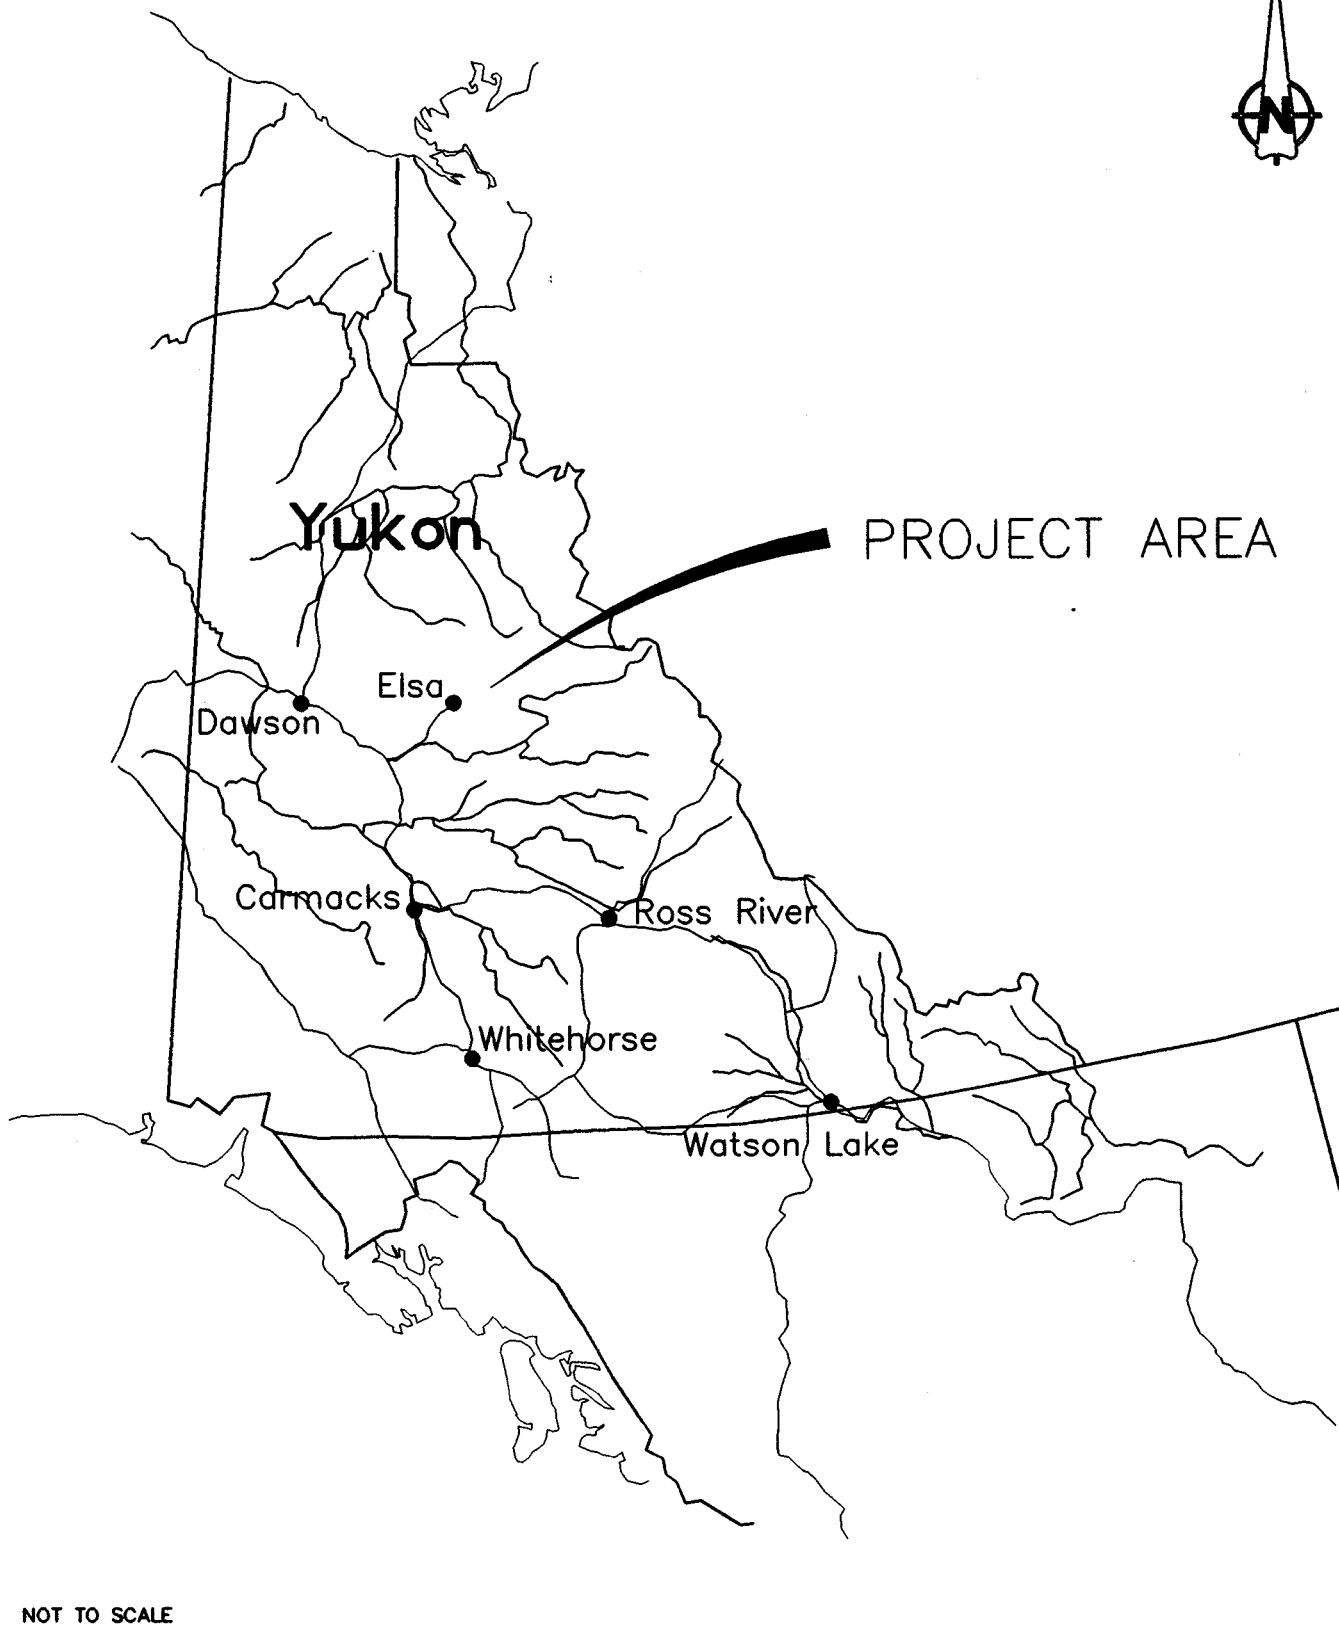 N
Yukon
PROJECT AREA
Elsa
Dawson
Carmacks
Ross River
Whitehorse
Watson Lake
NOT TO SCALE